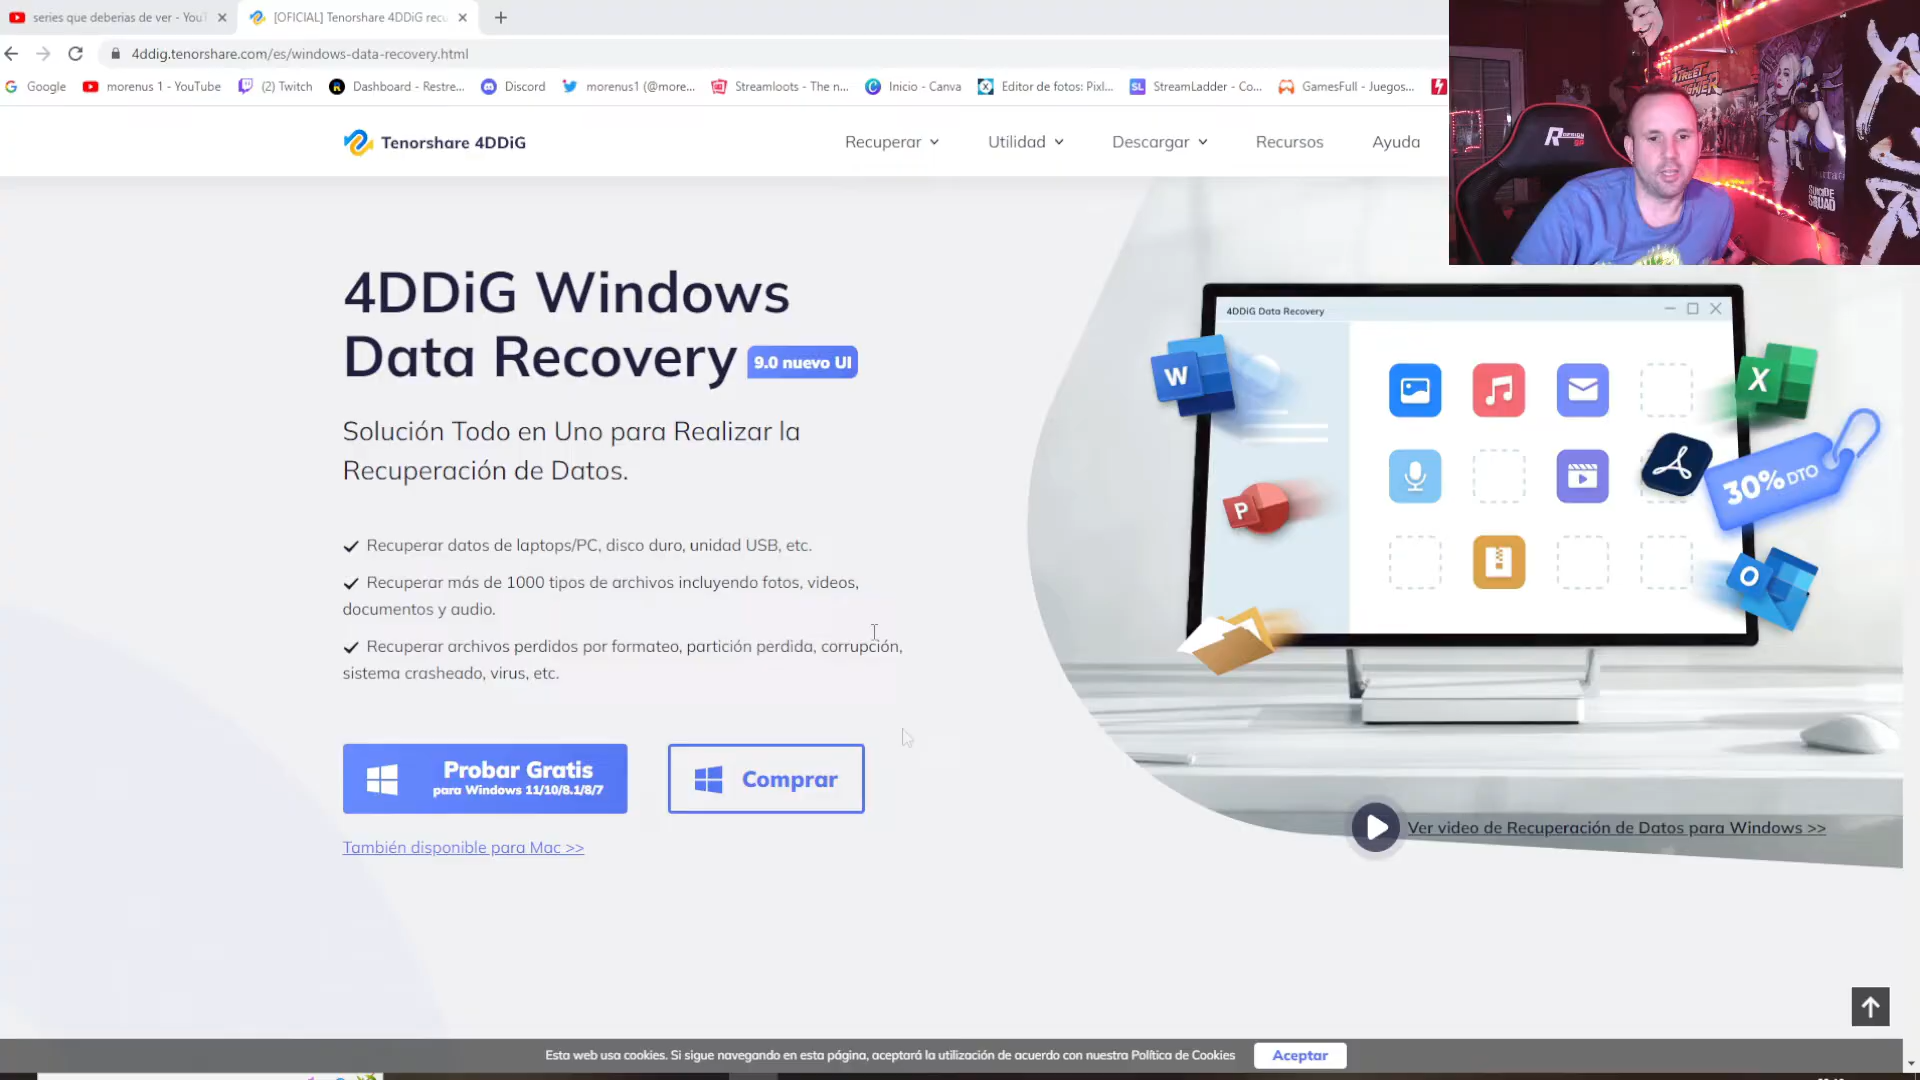 series que deberias de ver - YouT
[OFICIAL] Tenorshare 4DDiG recu
4ddig.tenorshare.com/es/windows-data-recovery.html
Google
morenus 1 - YouTube
(2) Twitch
Dashboard - Restre...
Discord
morenus1 (@more...
Streamloots - The n...
Inicio - Canva
Editor de fotos: Pixl...
StreamLadder - Co...
GamesFull - Juegos...
Tenorshare 4DDiG
Recuperar
Utilidad
Descargar
Recursos
Ayuda
STREET
FIGHTER
SUICIDE
SQUAD
4DDiG Windows
Data Recovery 9.0 nuevo UI
Solución Todo en Uno para Realizar la
Recuperación de Datos.
Recuperar datos de laptops/PC, disco duro, unidad USB, etc.
Recuperar más de 1000 tipos de archivos incluyendo fotos, videos,
documentos y audio.
Recuperar archivos perdidos por formateo, partición perdida, corrupción,
sistema crasheado, virus, etc.
Probar Gratis
para Windows 11/10/8.1/8/7
Comprar
También disponible para Mac >>
4DDiG Data Recovery
W
X
P
O
30% DTO
Ver video de Recuperación de Datos para Windows >>
Esta web usa cookies. Si sigue navegando en esta página, aceptará la utilización de acuerdo con nuestra Política de Cookies
Aceptar